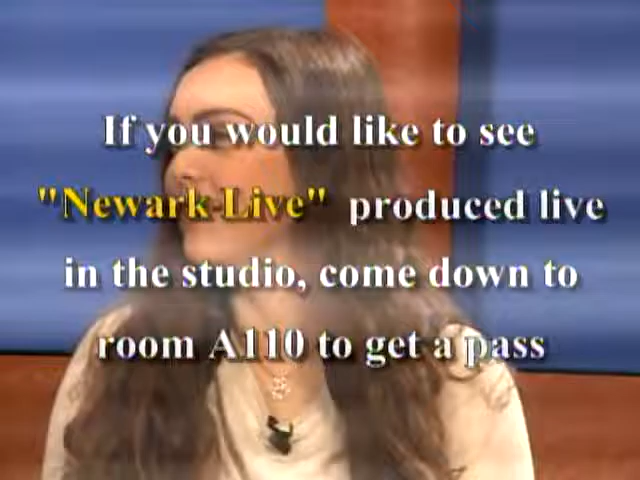 If you would like to see
"Newark Live" produced live
in the studio, come down to
room A110 to get a pass